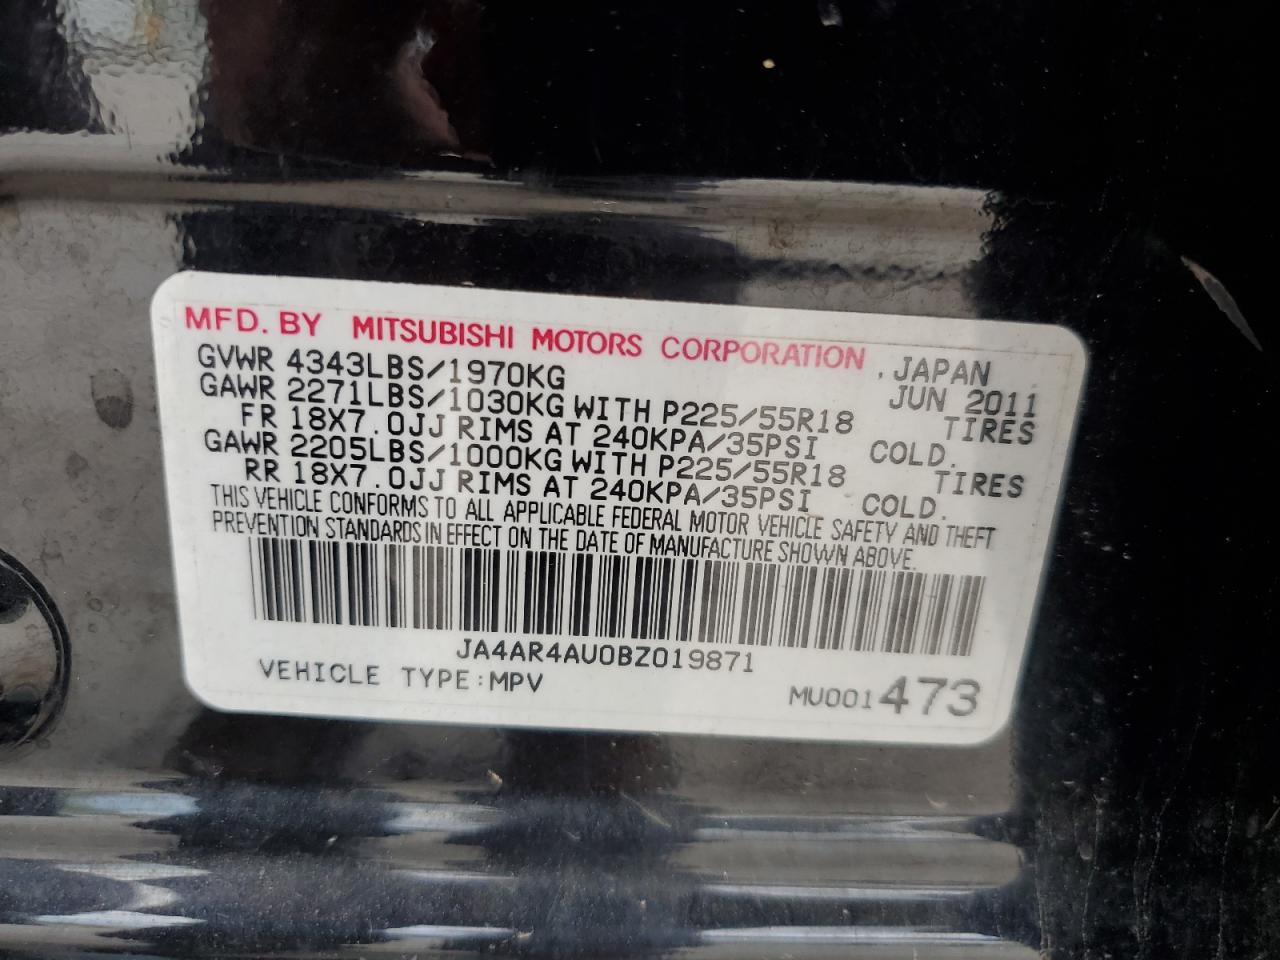 MFD. BY MITSUBISHI MOTORS CORPORATION, JAPAN
GVWR 4343LBS/1970KG JUN 2011
GAWR 2271LBS/1030KG WITH P225/55R18 TIRES
FR 18X7.0JJ RIMS AT 240KPA/35PSI COLD.
GAWR 2205LBS/1000KG WITH P225/55R18 TIRES
RR 18X7.0JJ RIMS AT 240KPA/35PSI COLD.
THIS VEHICLE CONFORMS TO ALL APPLICABLE FEDERAL MOTOR VEHICLE SAFETY AND THEFT
PREVENTION STANDARDS IN EFFECT ON THE DATE OF MANUFACTURE SHOWN ABOVE.
JA4AR4AU0BZ019871
VEHICLE TYPE:MPV
MU001473